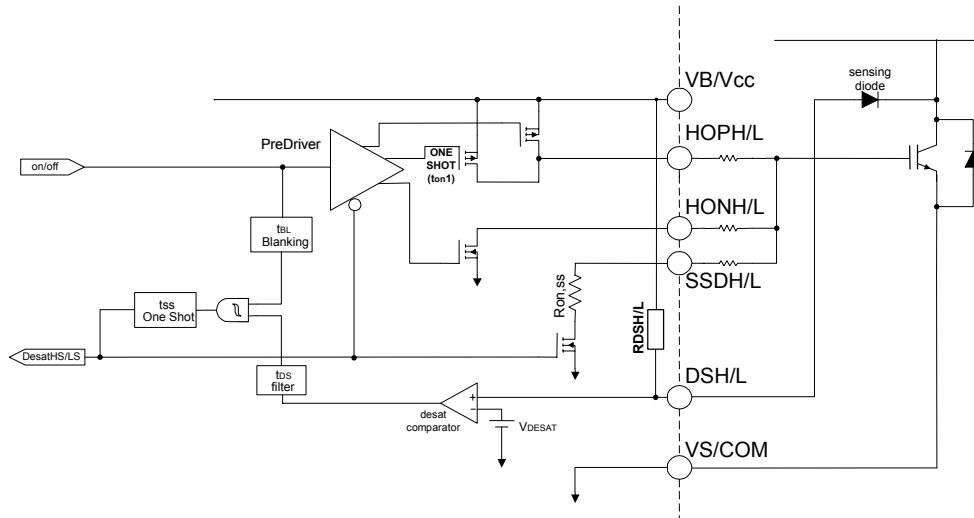 VB/Vcc
sensing
diode
PreDriver
HOPH/L
ONE
SHOT
(ton1)
on/off
tBL
Blanking
HONH/L
SSDH/L
Ron,ss
tss
One Shot
RDSH/L
DesatHS/LS
tDS
filter
DSH/L
+
-
desat
comparator
VDESAT
VS/COM